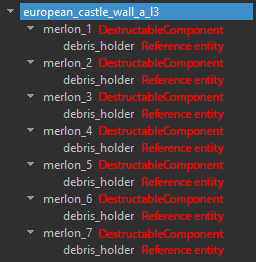 european_castle_wall_a_l3
merlon_1 DestructableComponent
debris_holder Reference entity
merlon_2 DestructableComponent
debris_holder Reference entity
merlon_3 DestructableComponent
debris_holder Reference entity
merlon_4 DestructableComponent
debris_holder Reference entity
merlon_5 DestructableComponent
debris_holder Reference entity
merlon_6 DestructableComponent
debris_holder Reference entity
merlon_7 DestructableComponent
debris_holder Reference entity